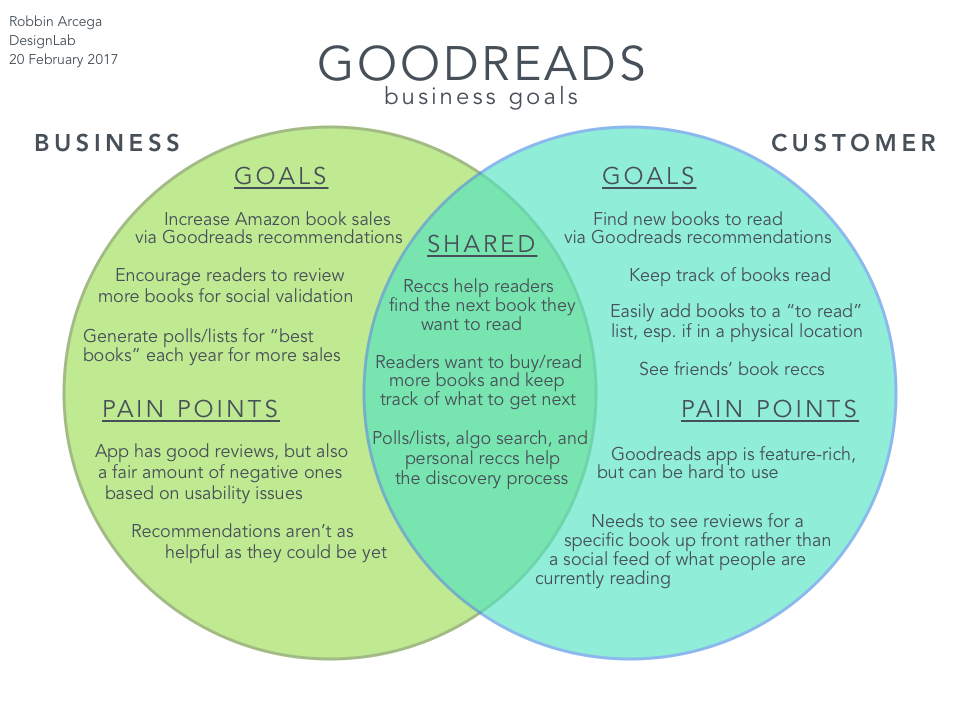 Robbin Arcega
DesignLab
20 February 2017
GOODREADS
business goals
BUSINESS
GOALS
Increase Amazon book sales
via Goodreads recommendations
Encourage readers to review
more books for social validation
Generate polls/lists for “best
books” each year for more sales
PAIN POINTS
App has good reviews, but also
a fair amount of negative ones
based on usability issues
Recommendations aren’t as
helpful as they could be yet
SHARED
Reccs help readers
find the next book they
want to read
Readers want to buy/read
more books and keep
track of what to get next
Polls/lists, algo search, and
personal reccs help
the discovery process
CUSTOMER
GOALS
Find new books to read
via Goodreads recommendations
Keep track of books read
Easily add books to a “to read”
list, esp. if in a physical location
See friends’ book reccs
PAIN POINTS
Goodreads app is feature-rich,
but can be hard to use
Needs to see reviews for a
specific book up front rather than
a social feed of what people are
currently reading